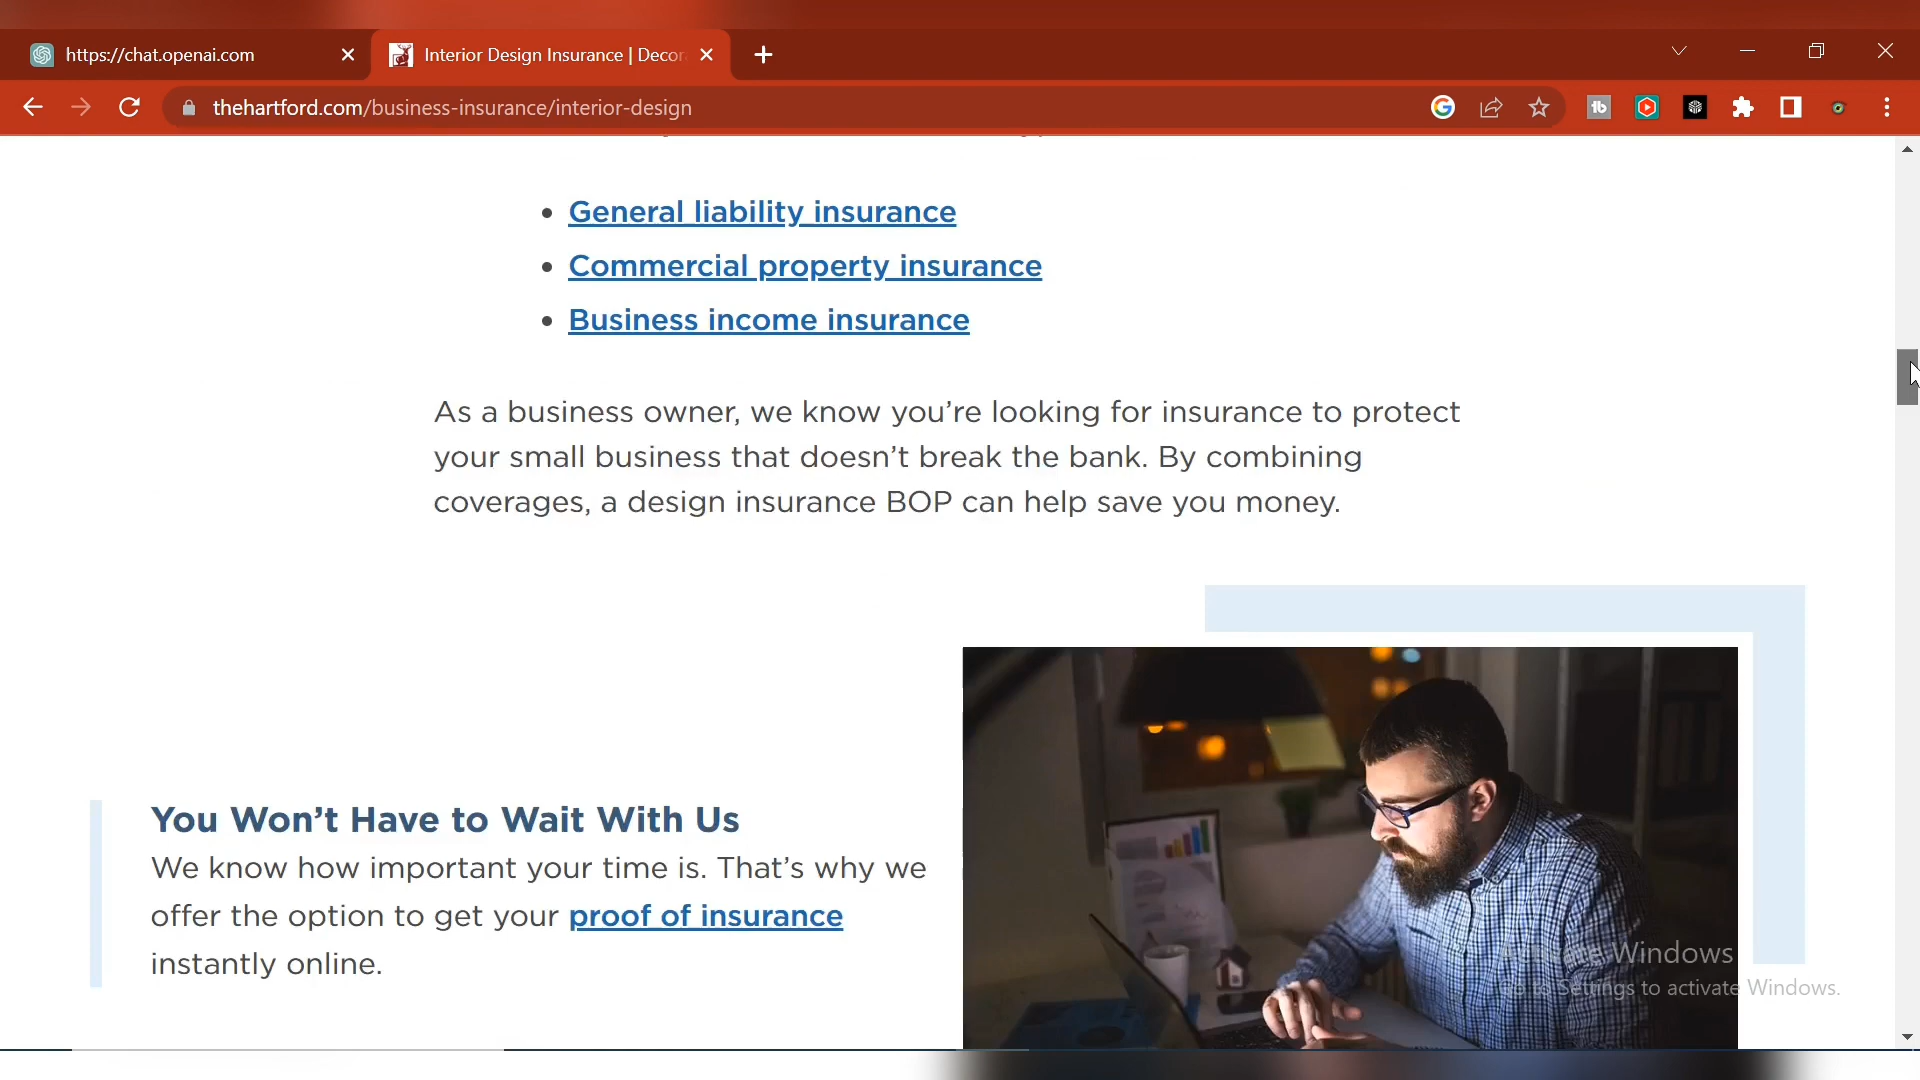 https://chat.openai.com
Interior Design Insurance | Decor
thehartford.com/business-insurance/interior-design
General liability insurance
Commercial property insurance
Business income insurance
As a business owner, we know you’re looking for insurance to protect
your small business that doesn’t break the bank. By combining
coverages, a design insurance BOP can help save you money.
You Won’t Have to Wait With Us
We know how important your time is. That’s why we
offer the option to get your proof of insurance
instantly online.
Activate Windows
Go to Settings to activate Windows.